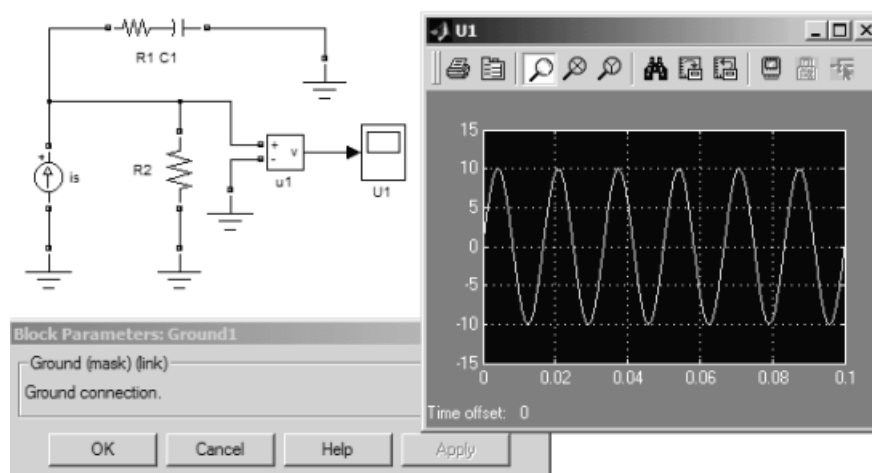 R1 C1
is
R2
+
-
v
u1
U1
U1
15
10
5
0
-5
-10
-15
0
0.02
0.04
0.06
0.08
0.1
Time offset: 0
Block Parameters: Ground1
Ground (mask) (link)
Ground connection.
OK
Cancel
Help
Apply